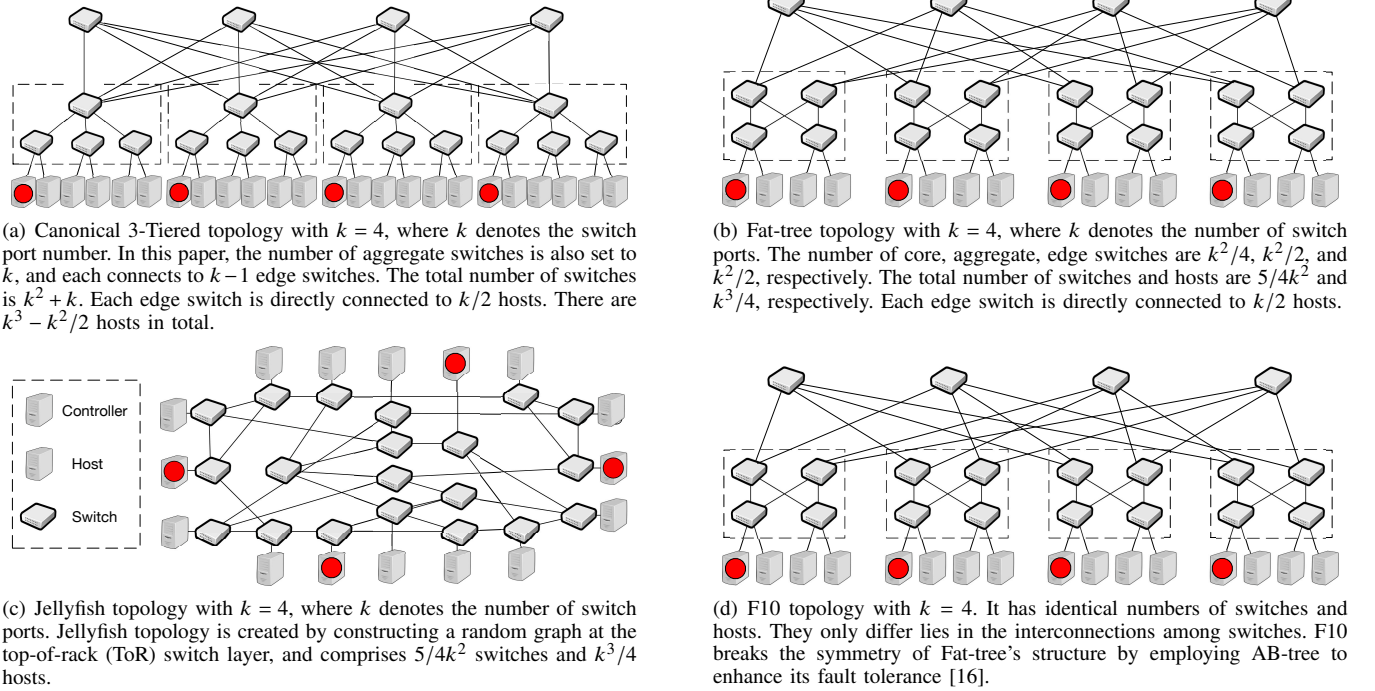 (a) Canonical 3-Tiered topology with k = 4, where k denotes the switch
port number. In this paper, the number of aggregate switches is also set to
k, and each connects to k−1 edge switches. The total number of switches
is k² + k. Each edge switch is directly connected to k/2 hosts. There are
k³ − k²/2 hosts in total.
(b) Fat-tree topology with k = 4, where k denotes the number of switch
ports. The number of core, aggregate, edge switches are k²/4, k²/2, and
k²/2, respectively. The total number of switches and hosts are 5/4k² and
k³/4, respectively. Each edge switch is directly connected to k/2 hosts.
Controller
Host
Switch
(c) Jellyfish topology with k = 4, where k denotes the number of switch
ports. Jellyfish topology is created by constructing a random graph at the
top-of-rack (ToR) switch layer, and comprises 5/4k² switches and k³/4
hosts.
(d) F10 topology with k = 4. It has identical numbers of switches and
hosts. They only differ lies in the interconnections among switches. F10
breaks the symmetry of Fat-tree's structure by employing AB-tree to
enhance its fault tolerance [16].